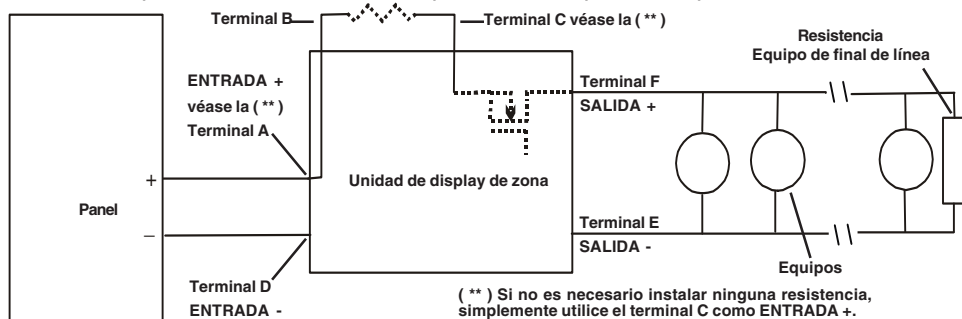 Terminal B
Terminal C véase la ( ** )
Resistencia
Equipo de final de línea
ENTRADA +
véase la ( ** )
Terminal A
Terminal F
SALIDA +
+
Panel
Unidad de display de zona
–
Terminal E
SALIDA -
Terminal D
ENTRADA -
Equipos
( ** ) Si no es necesario instalar ninguna resistencia,
simplemente utilice el terminal C como ENTRADA +.